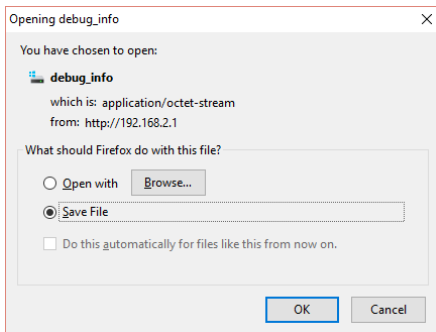 Opening debug_info
You have chosen to open:
debug_info
which is: application/octet-stream
from: http://192.168.2.1
What should Firefox do with this file?
Open with Browse...
Save File
Do this automatically for files like this from now on.
OK Cancel